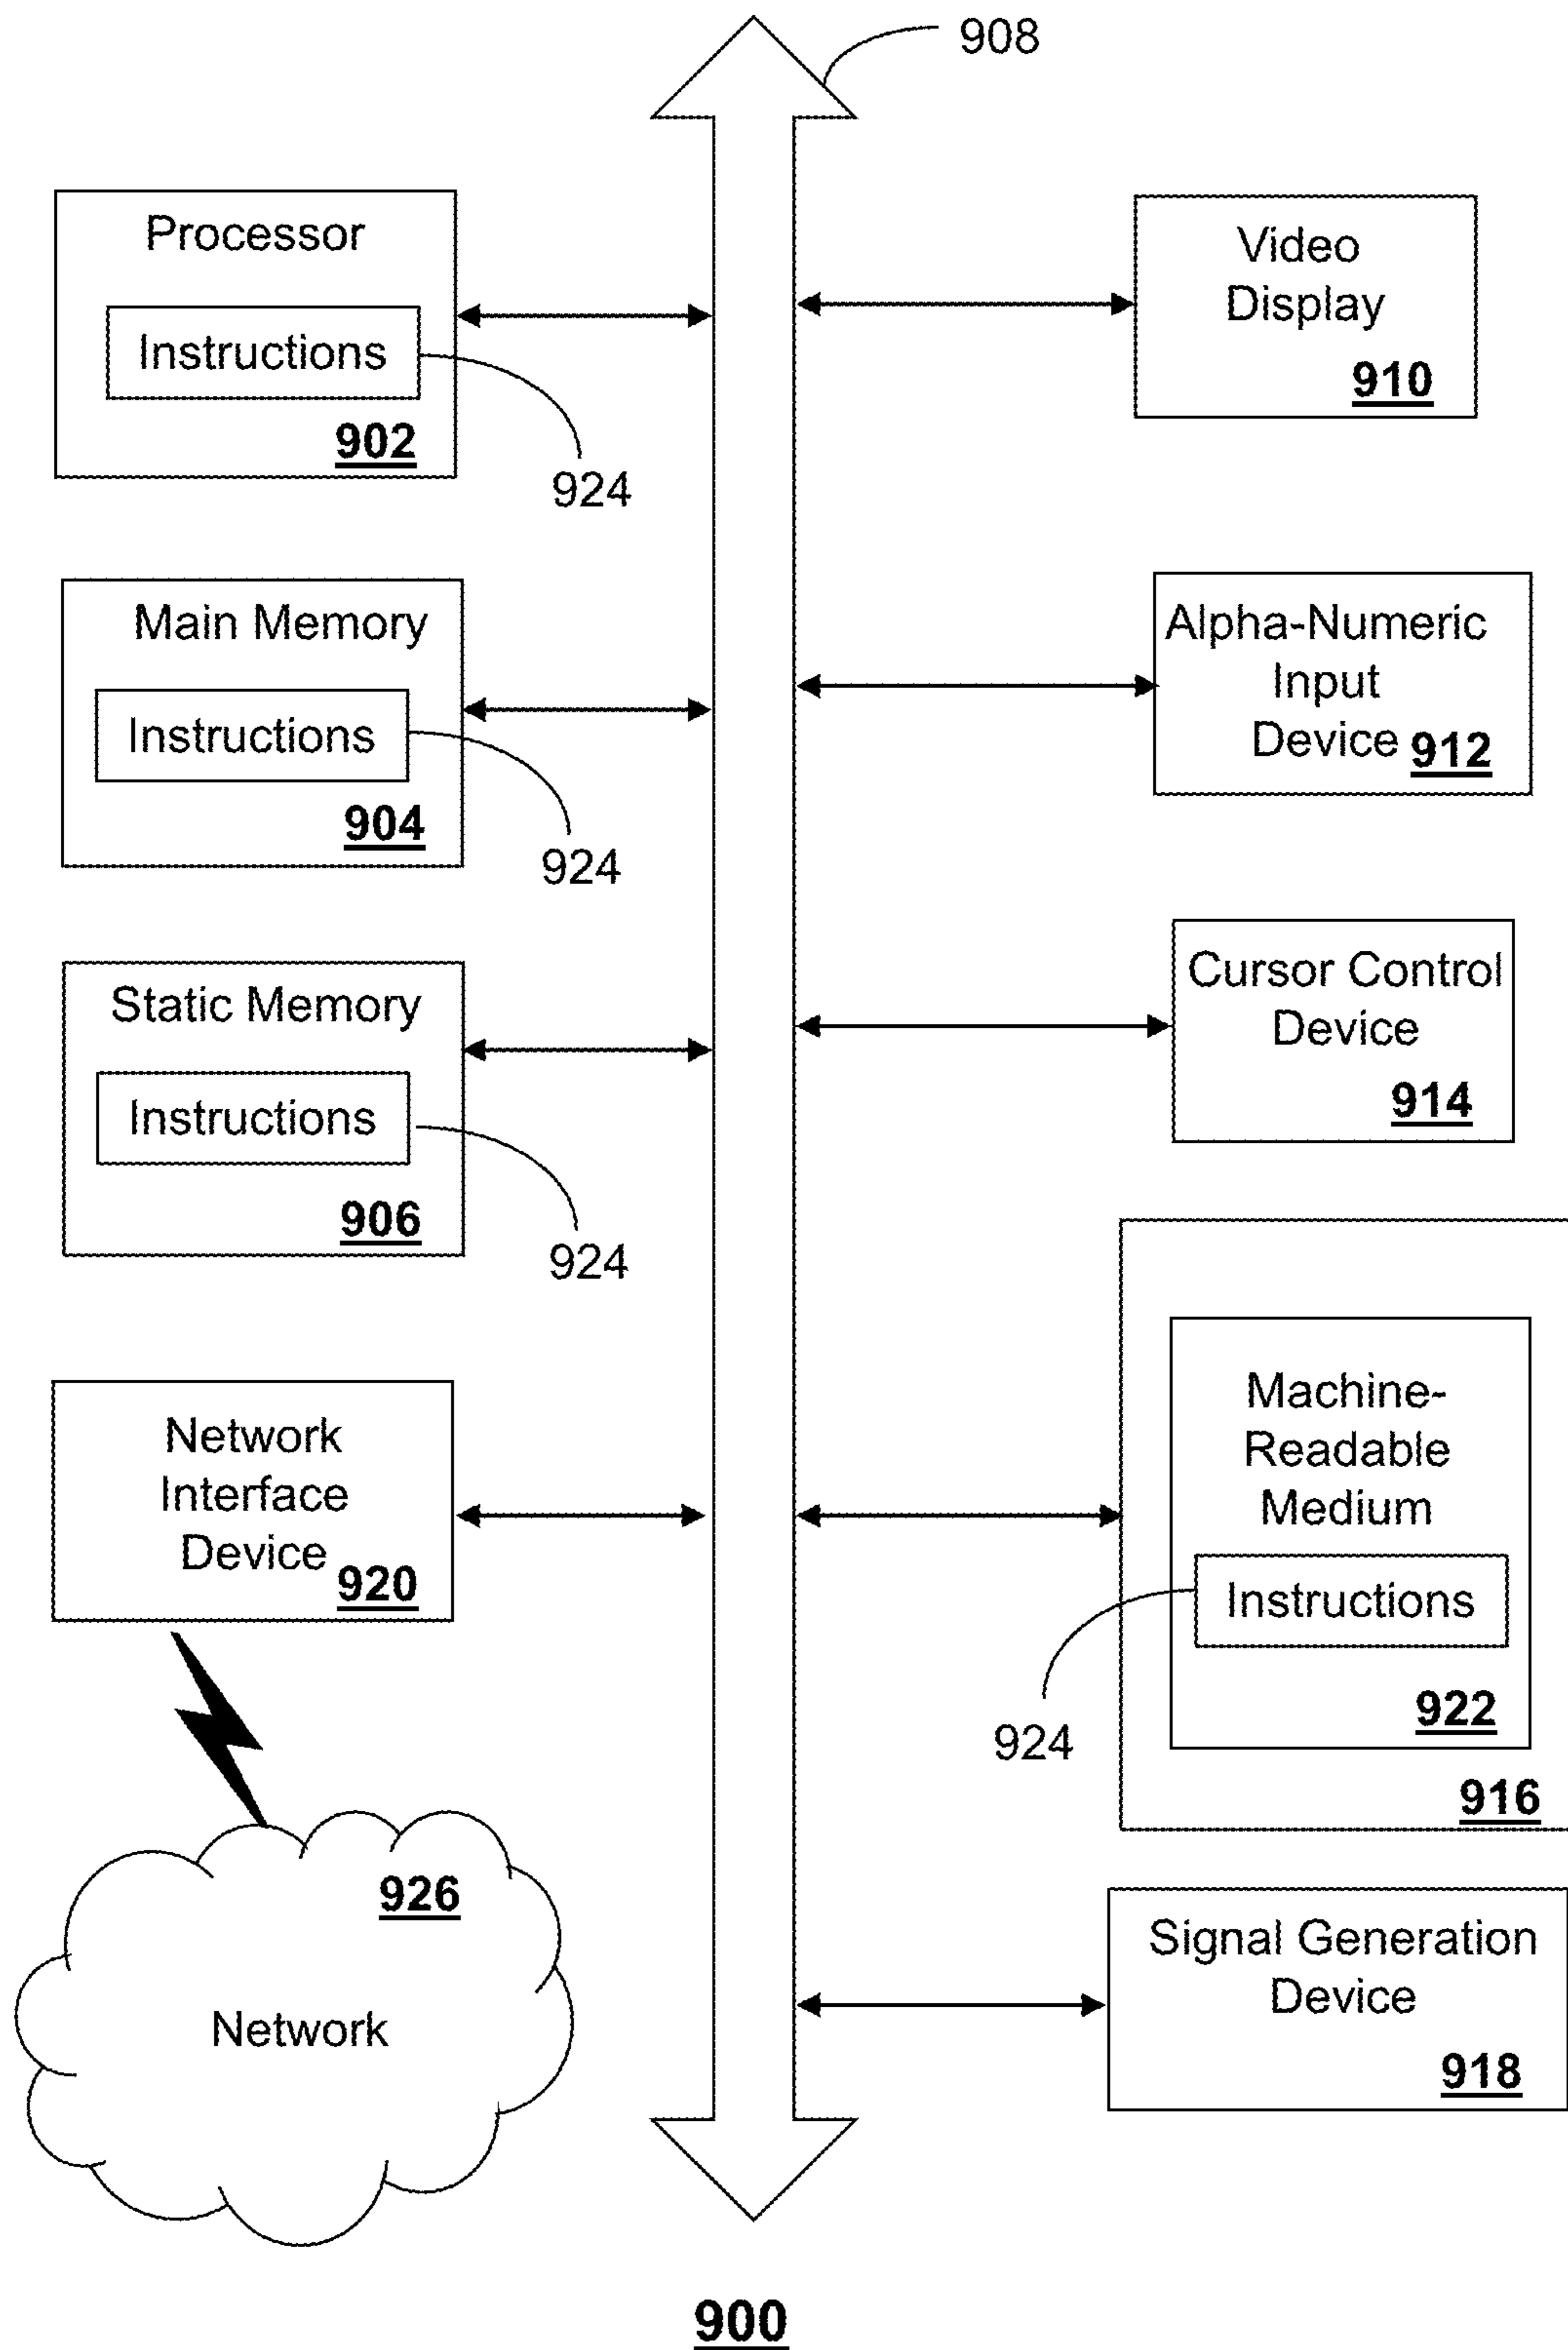 908
Processor
Instructions
902
924
Main Memory
Instructions
904
924
Static Memory
Instructions
906
924
Network
Interface
Device
920
926
Network
Video
Display
910
Alpha-Numeric
Input
Device 912
Cursor Control
Device
914
Machine-
Readable
Medium
Instructions
922
924
916
Signal Generation
Device
918
900